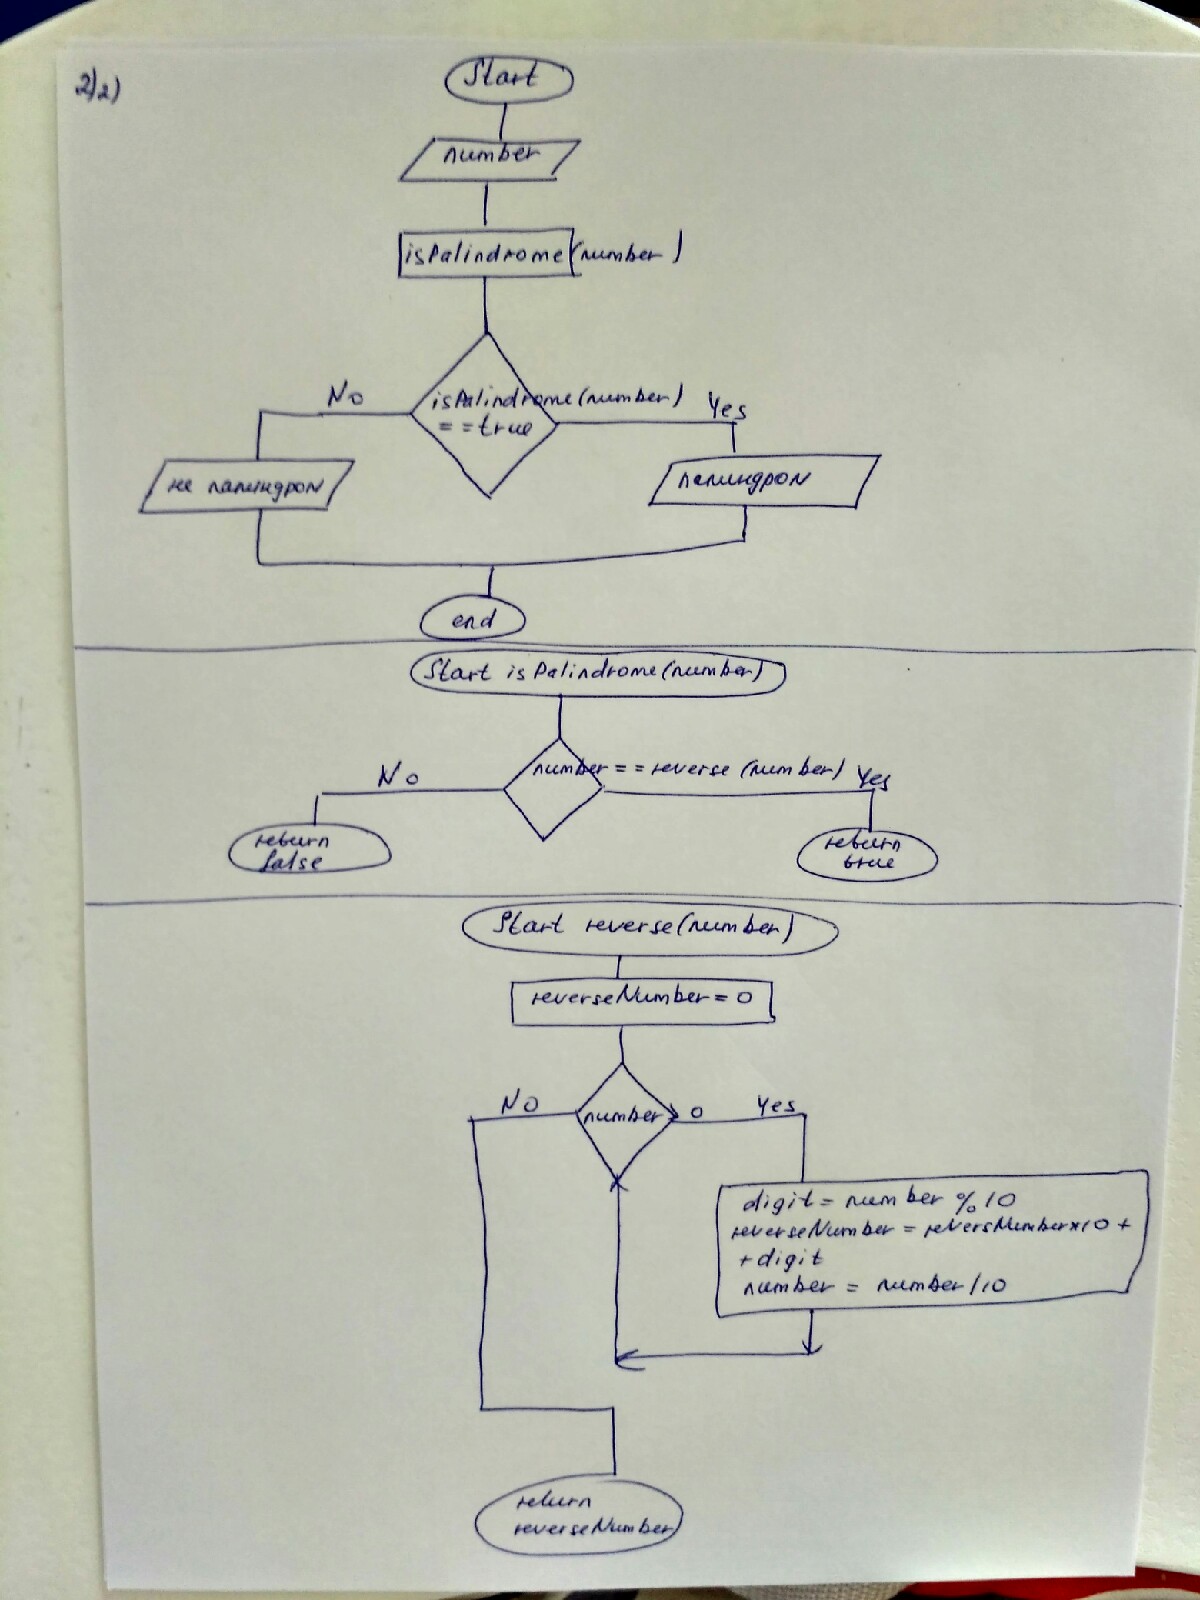 2)2)
Start
number
isPalindrome(number)
No
isPalindrome(number)
Yes
==true
не палиндром
палиндром
end
Start isPalindrome(number)
No
number==reverse(number)
Yes
return
false
return
true
Start reverse(number)
reverseNumber=0
No
number > 0
Yes
digit = number % 10
reverseNumber = reversNumber*10 +
+digit
number = number/10
return
reverseNumber